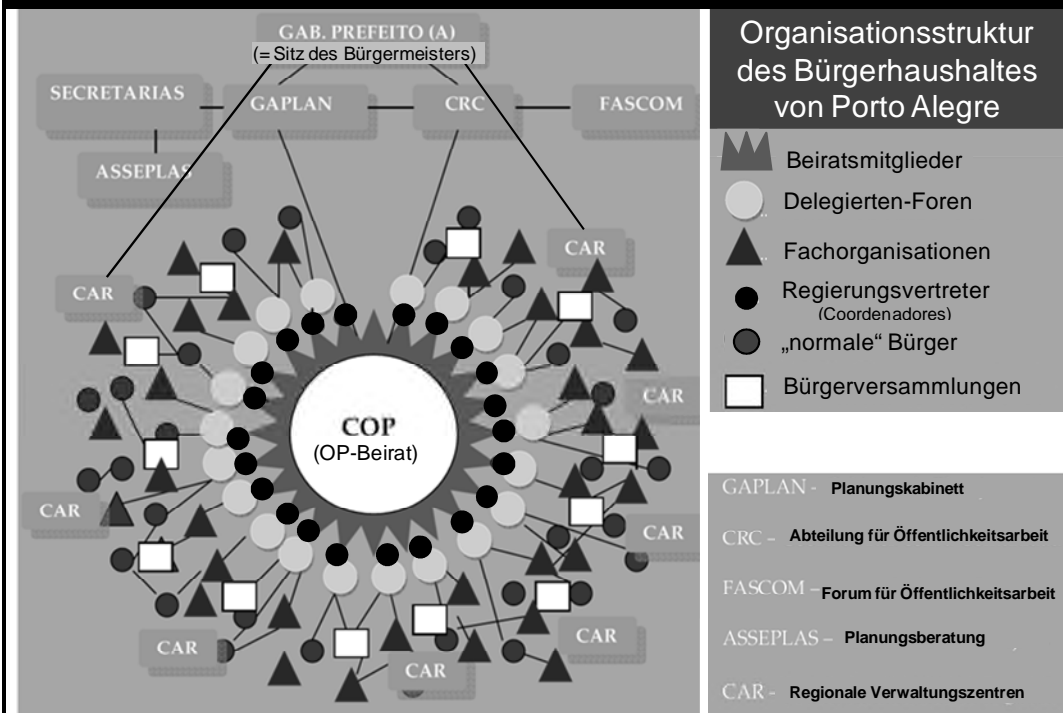 GAB. PREFEITO (A)
(= Sitz des Bürgermeisters)
SECRETARIAS
GAPLAN
CRC
FASCOM
ASSEPLAS
CAR
CAR
CAR
CAR
CAR
CAR
CAR
CAR
COP
(OP-Beirat)
Organisationsstruktur
des Bürgerhaushaltes
von Porto Alegre
Beiratsmitglieder
Delegierten-Foren
Fachorganisationen
Regierungsvertreter
(Coordenadores)
„normale“ Bürger
Bürgerversammlungen
GAPLAN - Planungskabinett
CRC – Abteilung für Öffentlichkeitsarbeit
FASCOM – Forum für Öffentlichkeitsarbeit
ASSEPLAS – Planungsberatung
CAR - Regionale Verwaltungszentren